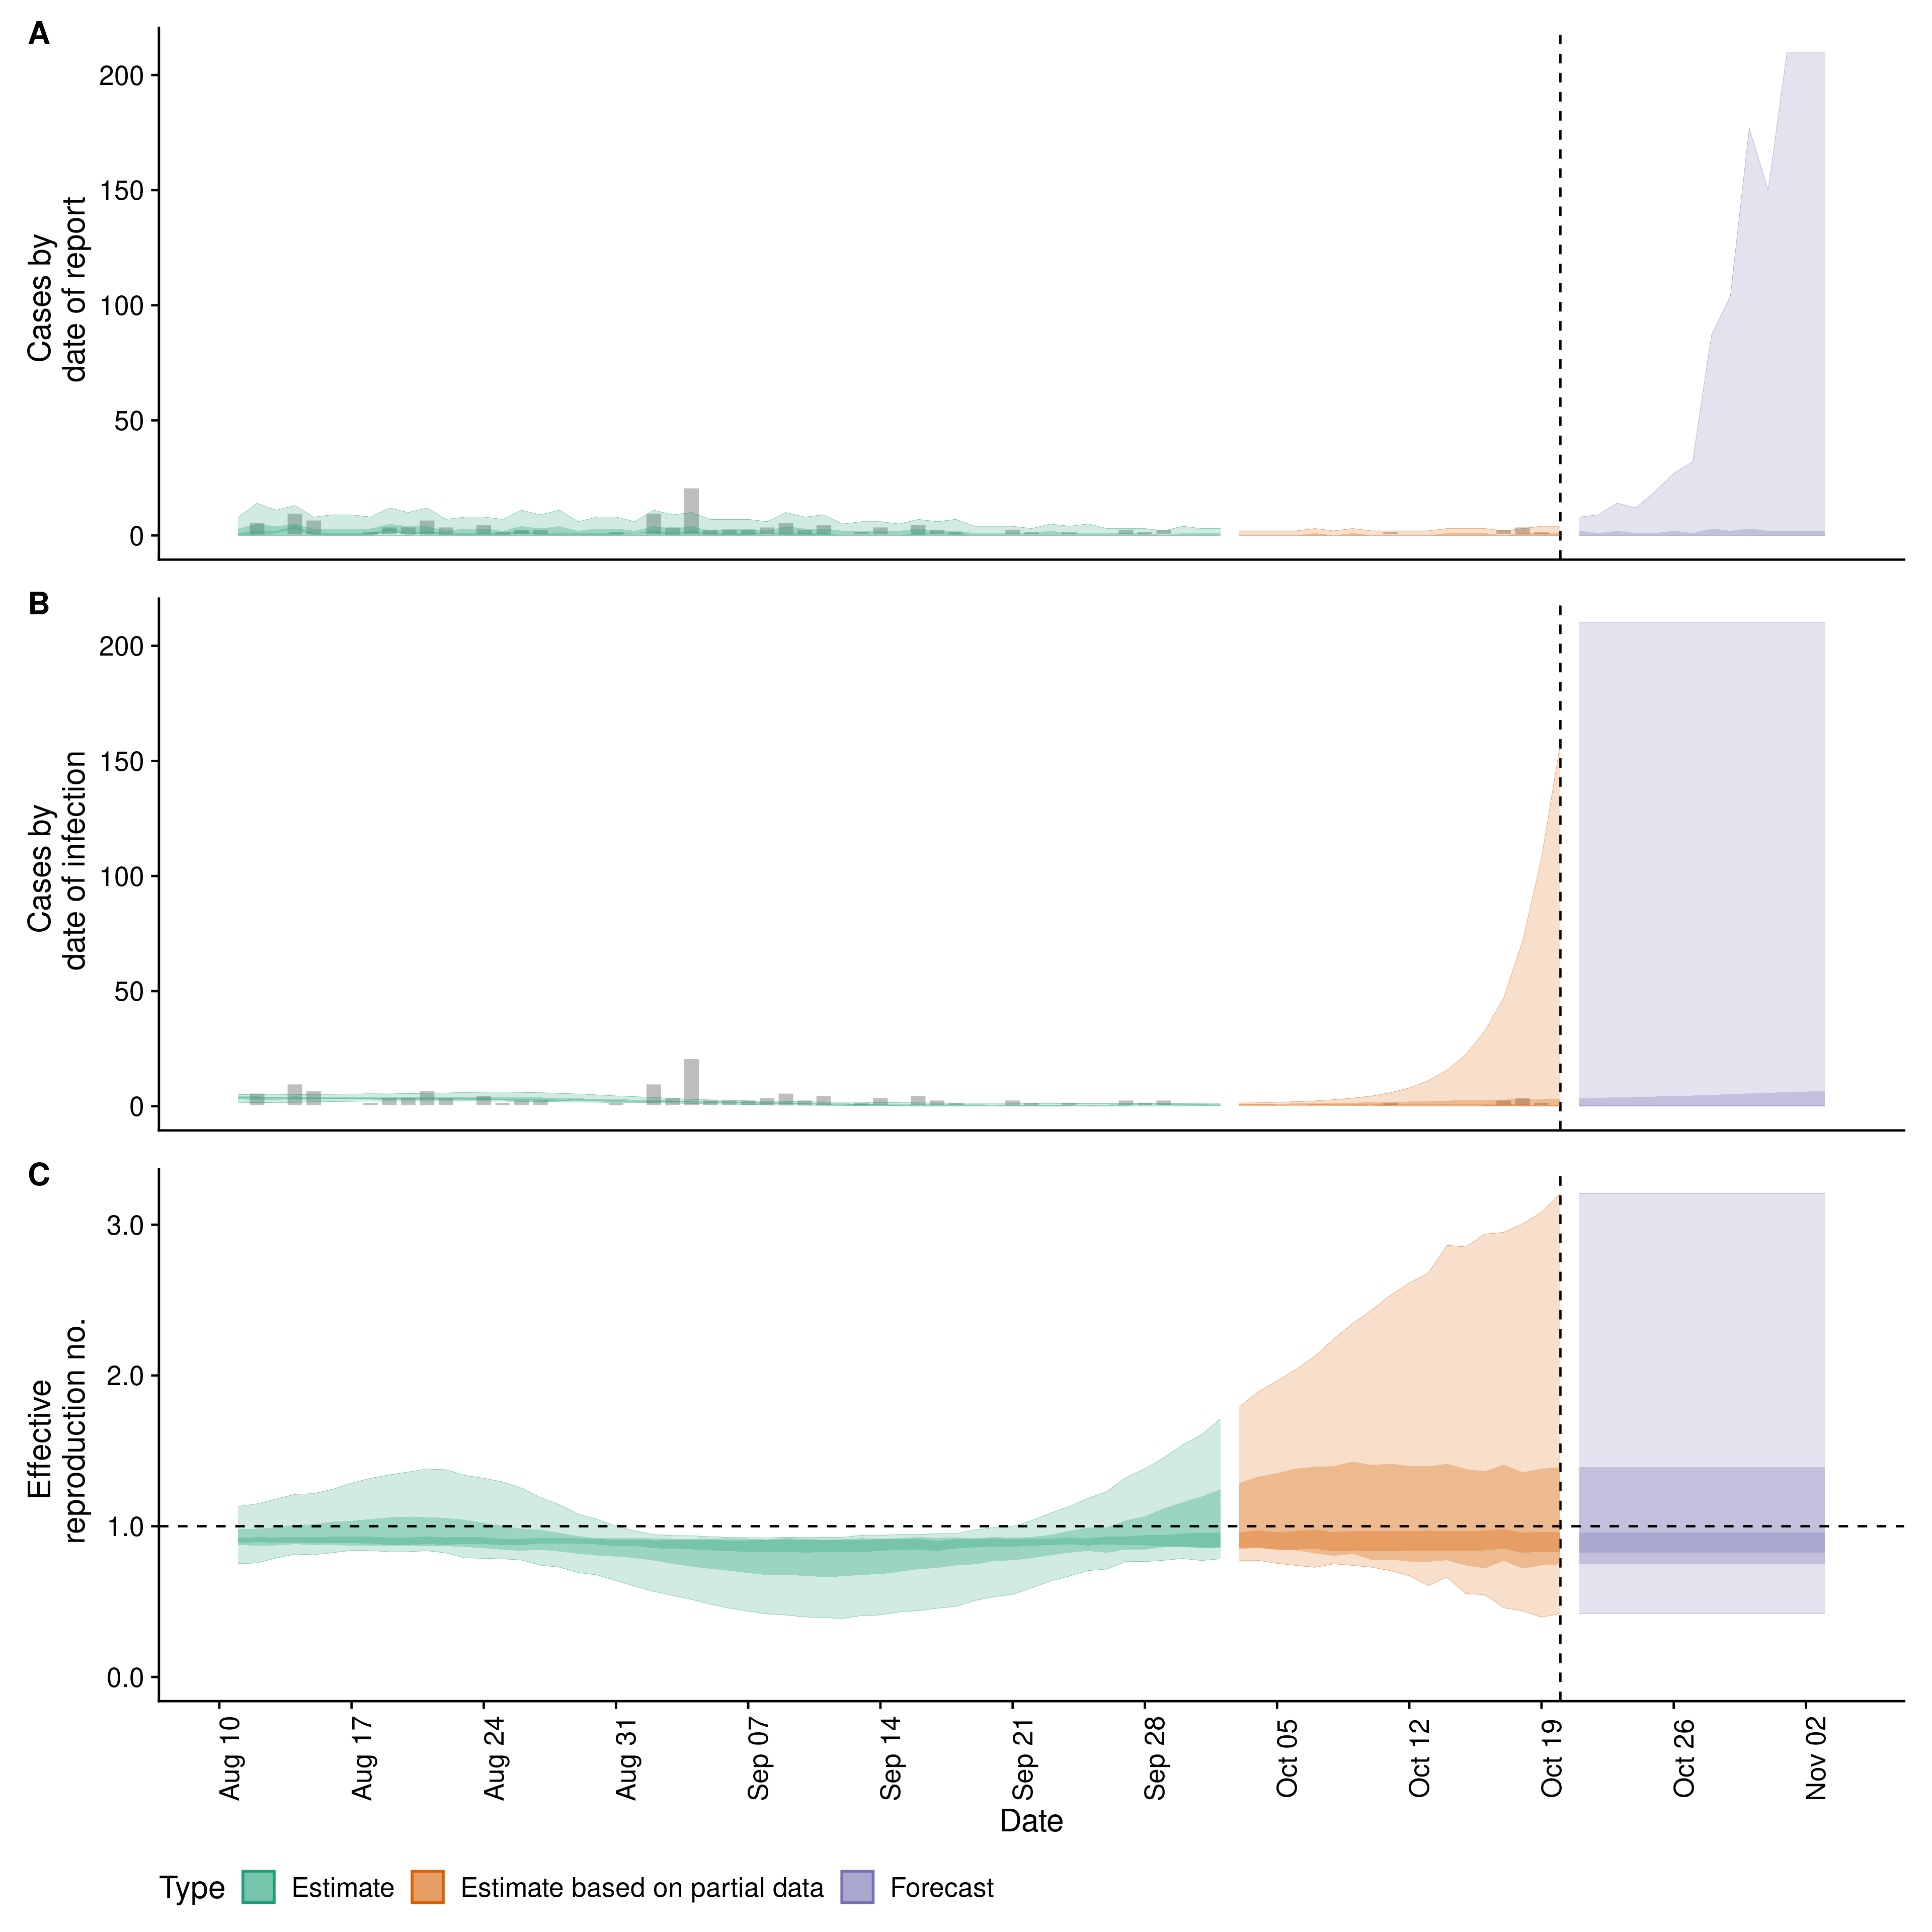 A
Cases by
date of report
200
150
100
50
0
B
Cases by
date of infection
200
150
100
50
0
C
Effective
reproduction no.
3.0
2.0
1.0
0.0
Aug 10
Aug 17
Aug 24
Aug 31
Sep 07
Sep 14
Sep 21
Sep 28
Oct 05
Oct 12
Oct 19
Oct 26
Nov 02
Date
Type Estimate Estimate based on partial data Forecast